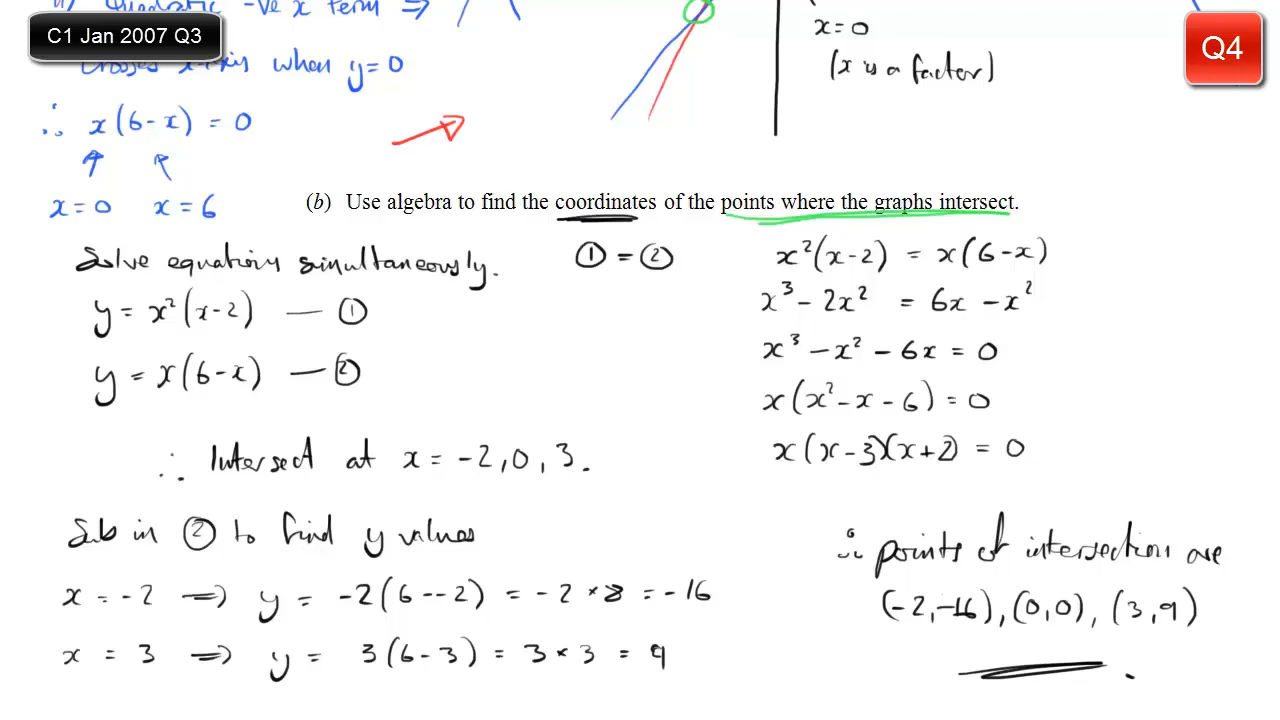 Quadratic -ve x term ⇒
C1 Jan 2007 Q3
Q4
crosses x-axis when y=0
x=0
(x is a factor)
∴ x(6-x) = 0
x=0 x=6
(b) Use algebra to find the coordinates of the points where the graphs intersect.
Solve equations simultaneously.
y = x²(x-2) — ①
y = x(6-x) — ②
① = ②
x²(x-2) = x(6-x)
x³ - 2x² = 6x - x²
x³ - x² - 6x = 0
x(x² - x - 6) = 0
x(x-3)(x+2) = 0
∴ Intersect at x = -2, 0, 3.
Sub in ② to find y values
x = -2 ⇒ y = -2(6--2) = -2 × 8 = -16
x = 3 ⇒ y = 3(6-3) = 3 × 3 = 9
∴ points of intersection are
(-2,-16), (0,0), (3,9)